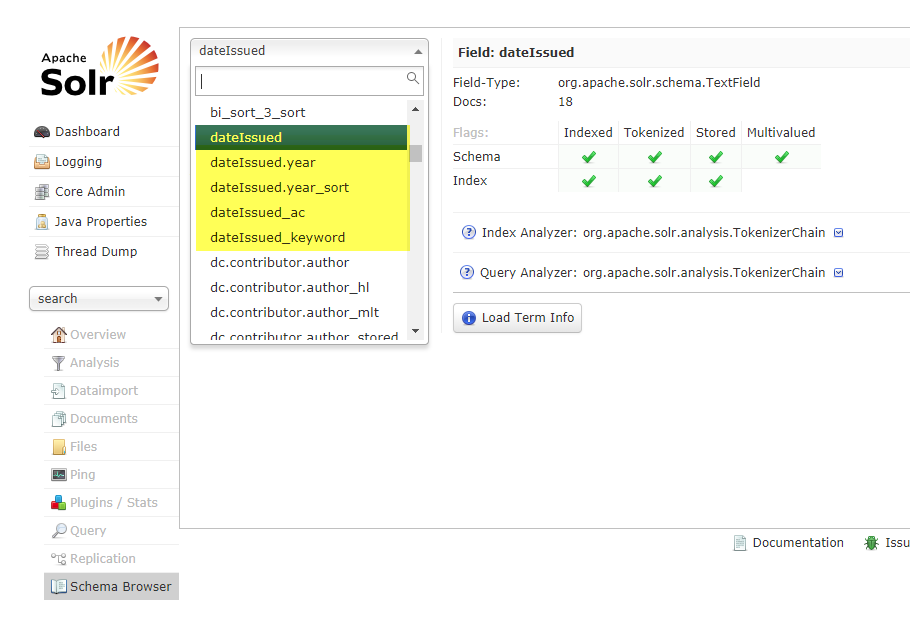 Apache
Solr
Dashboard
Logging
Core Admin
Java Properties
Thread Dump
search
Overview
Analysis
Dataimport
Documents
Files
Ping
Plugins / Stats
Query
Replication
Schema Browser
dateIssued
bi_sort_3_sort
dateIssued
dateIssued.year
dateIssued.year_sort
dateIssued_ac
dateIssued_keyword
dc.contributor.author
dc.contributor.author_hl
dc.contributor.author_mlt
dc.contributor.author_stored
Field: dateIssued
Field-Type: org.apache.solr.schema.TextField
Docs: 18
Flags: Indexed Tokenized Stored Multivalued
Schema
Index
Index Analyzer: org.apache.solr.analysis.TokenizerChain
Query Analyzer: org.apache.solr.analysis.TokenizerChain
Load Term Info
Documentation Issu